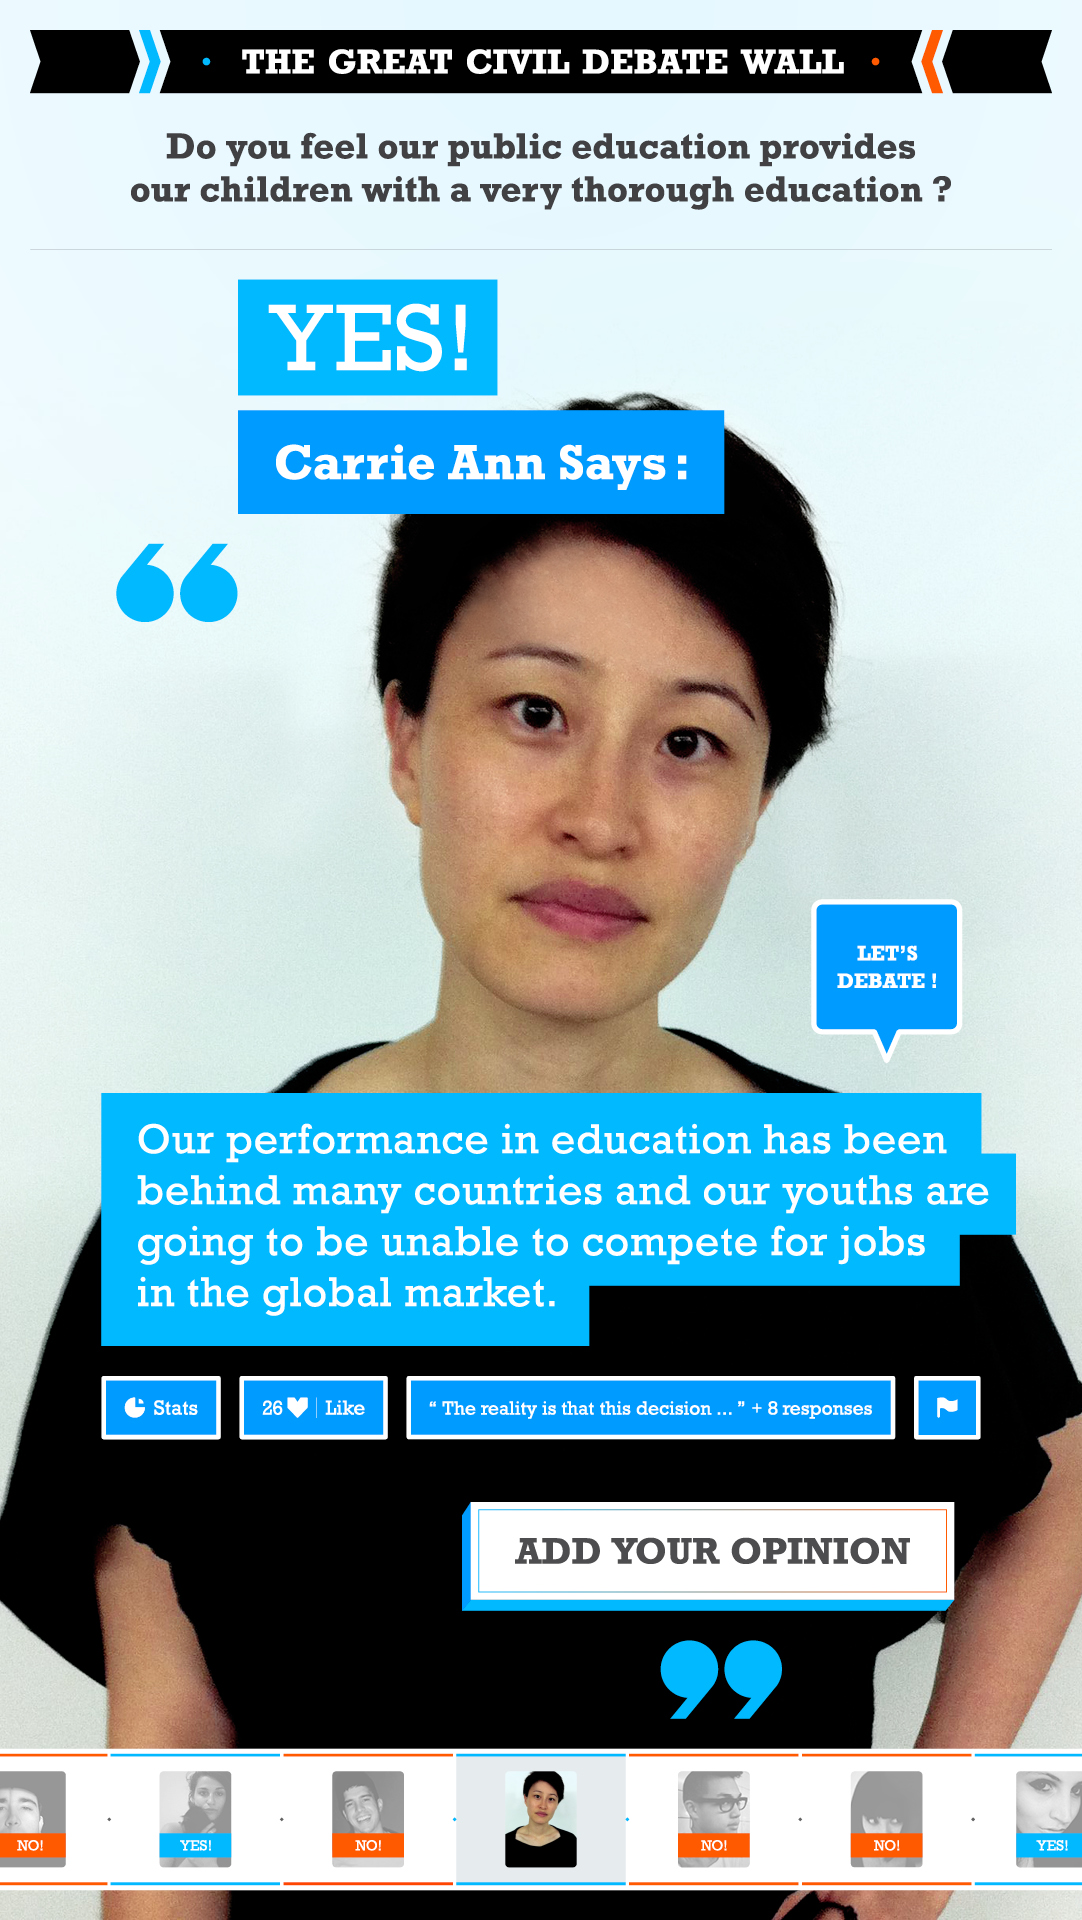 THE GREAT CIVIL DEBATE WALL
Do you feel our public education provides
our children with a very thorough education ?
YES!
Carrie Ann Says :
“
LET’S
DEBATE !
Our performance in education has been
behind many countries and our youths are
going to be unable to compete for jobs
in the global market.
Stats
26 Like
“ The reality is that this decision ... ” + 8 responses
ADD YOUR OPINION
”
NO!
YES!
NO!
NO!
NO!
YES!